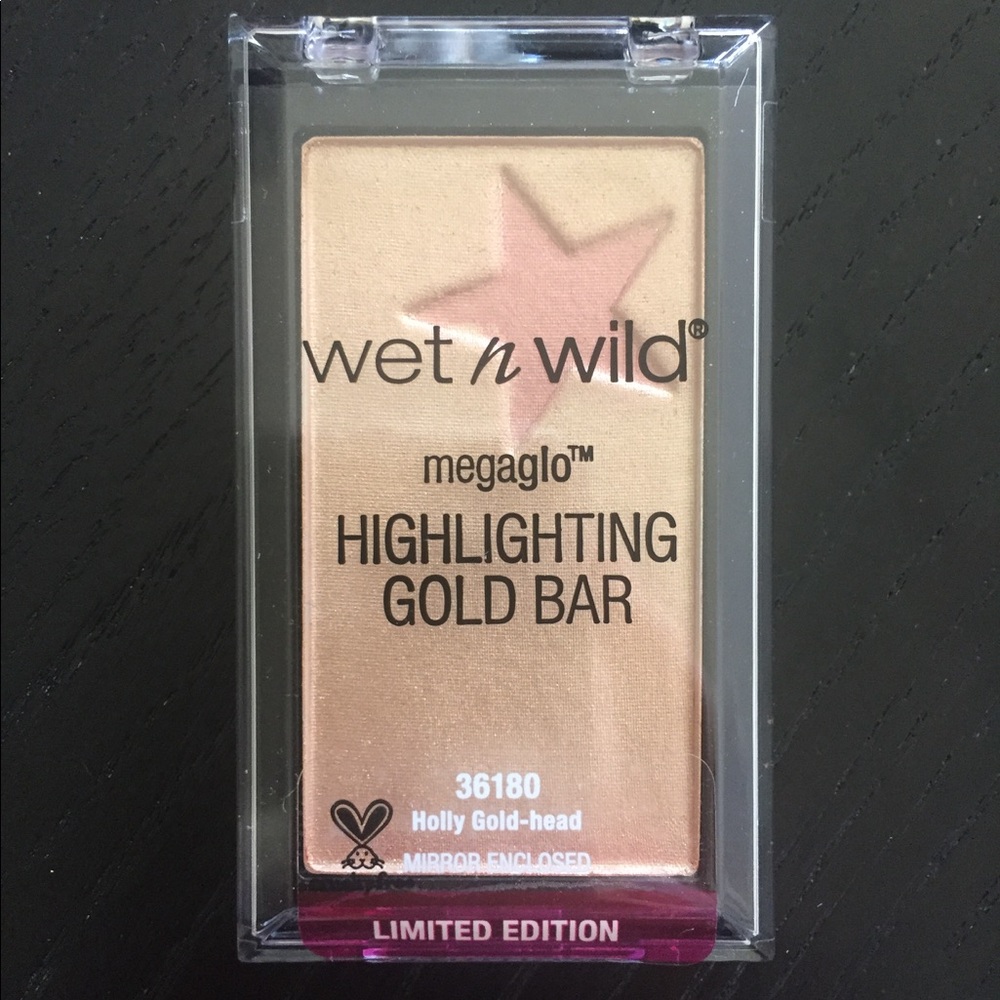 wet n wild®
megaglo™
HIGHLIGHTING
GOLD BAR
36180
Holly Gold-head
MIRROR ENCLOSED
LIMITED EDITION